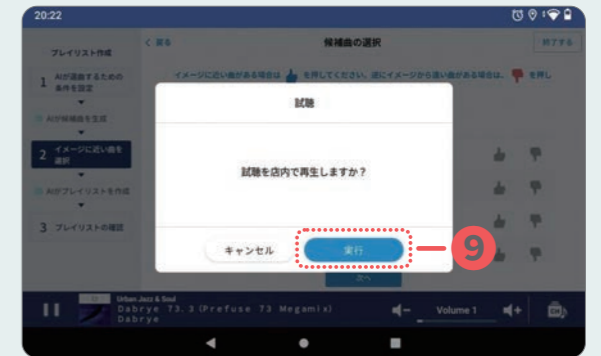 20:22
プレイリスト作成
戻る
候補曲の選択
終了する
1 AIが選曲するための
条件を設定
イメージに近い曲がある場合は を押してください。逆にイメージから遠い曲がある場合は、 を押し
AIが候補曲を生成
2 イメージに近い曲を
選択
AIがプレイリストを作成
3 プレイリストの確認
試聴
試聴を店内で再生しますか？
キャンセル
実行
9
次へ
Urban Jazz & Soul
Dabrye 73.3 (Prefuse 73 Megamix)
Dabrye
Volume 1